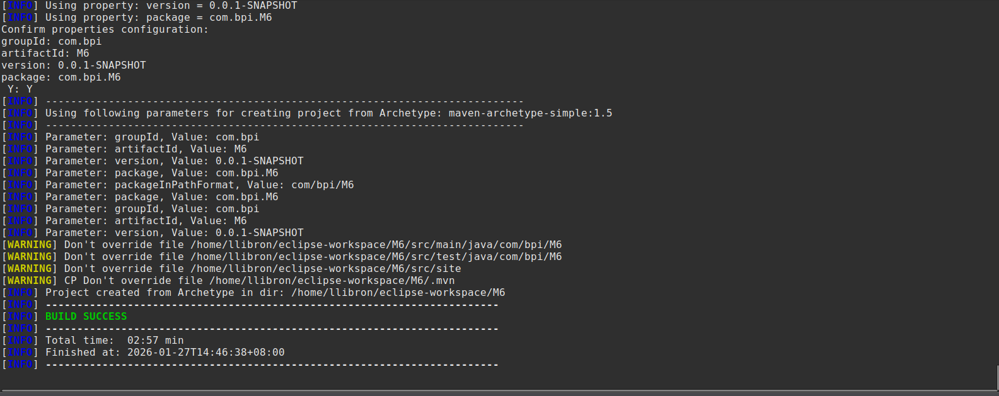 [INFO] Using property: version = 0.0.1-SNAPSHOT
[INFO] Using property: package = com.bpi.M6
Confirm properties configuration:
groupId: com.bpi
artifactId: M6
version: 0.0.1-SNAPSHOT
package: com.bpi.M6
 Y: Y
[INFO] ----------------------------------------------------------------------------
[INFO] Using following parameters for creating project from Archetype: maven-archetype-simple:1.5
[INFO] ----------------------------------------------------------------------------
[INFO] Parameter: groupId, Value: com.bpi
[INFO] Parameter: artifactId, Value: M6
[INFO] Parameter: version, Value: 0.0.1-SNAPSHOT
[INFO] Parameter: package, Value: com.bpi.M6
[INFO] Parameter: packageInPathFormat, Value: com/bpi/M6
[INFO] Parameter: package, Value: com.bpi.M6
[INFO] Parameter: groupId, Value: com.bpi
[INFO] Parameter: artifactId, Value: M6
[INFO] Parameter: version, Value: 0.0.1-SNAPSHOT
[WARNING] Don't override file /home/llibron/eclipse-workspace/M6/src/main/java/com/bpi/M6
[WARNING] Don't override file /home/llibron/eclipse-workspace/M6/src/test/java/com/bpi/M6
[WARNING] Don't override file /home/llibron/eclipse-workspace/M6/src/site
[WARNING] CP Don't override file /home/llibron/eclipse-workspace/M6/.mvn
[INFO] Project created from Archetype in dir: /home/llibron/eclipse-workspace/M6
[INFO] ------------------------------------------------------------------------
[INFO] BUILD SUCCESS
[INFO] ------------------------------------------------------------------------
[INFO] Total time:  02:57 min
[INFO] Finished at: 2026-01-27T14:46:38+08:00
[INFO] ------------------------------------------------------------------------